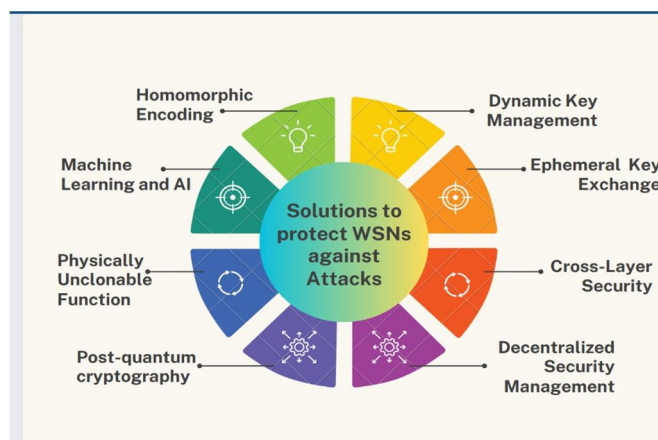 Homomorphic
Encoding
Dynamic Key
Management
Machine
Learning and AI
Ephemeral Key
Exchange
Solutions to
protect WSNs
against
Attacks
Physically
Unclonable
Function
Cross-Layer
Security
Post-quantum
cryptography
Decentralized
Security
Management